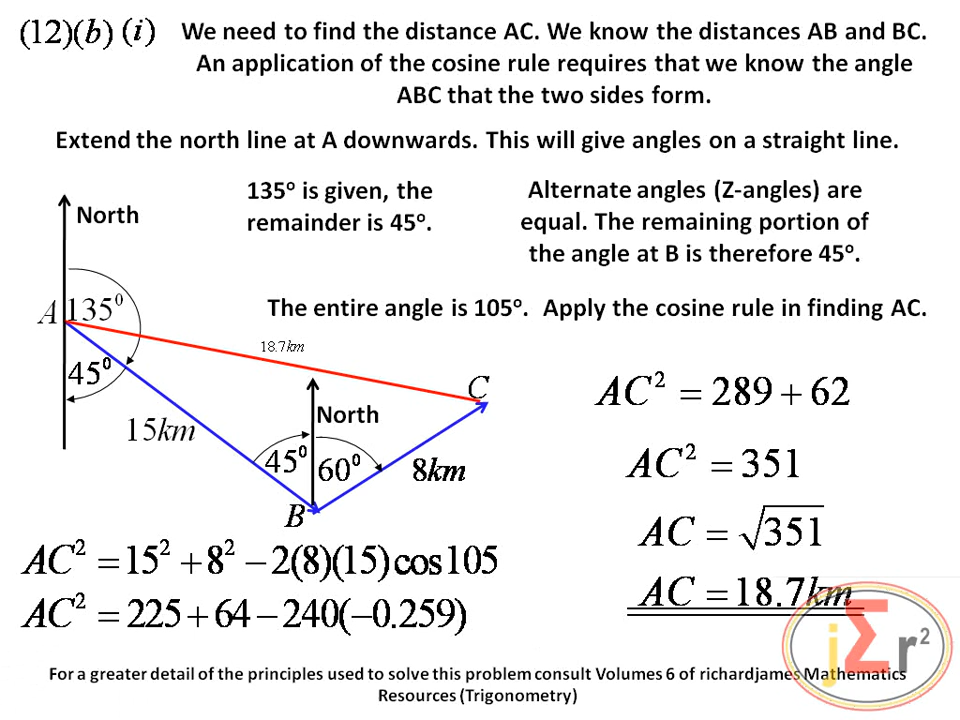 (12)(b) (i)
We need to find the distance AC. We know the distances AB and BC.
An application of the cosine rule requires that we know the angle
ABC that the two sides form.
Extend the north line at A downwards. This will give angles on a straight line.
135° is given, the
remainder is 45°.
Alternate angles (Z-angles) are
equal. The remaining portion of
the angle at B is therefore 45°.
North
The entire angle is 105°. Apply the cosine rule in finding AC.
A
135⁰
18.7km
45⁰
C
North
15km
45⁰
60⁰
8km
B
AC² = 15² + 8² − 2(8)(15) cos 105
AC² = 225 + 64 − 240(−0.259)
AC² = 289 + 62
AC² = 351
AC = √351
AC = 18.7km
jΣr²
For a greater detail of the principles used to solve this problem consult Volumes 6 of richardjames Mathematics
Resources (Trigonometry)